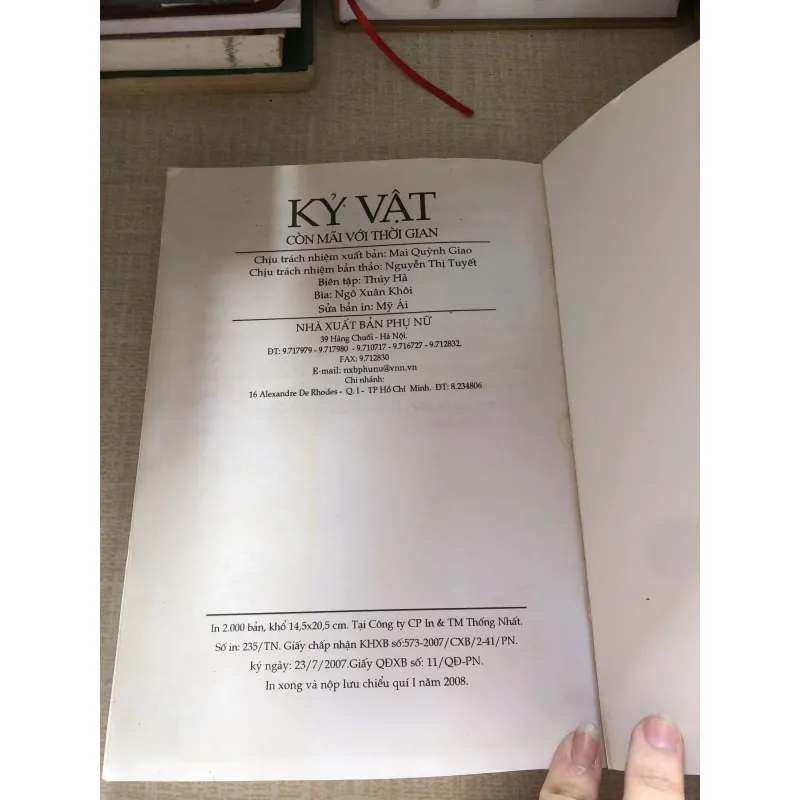 KỶ VẬT
CÒN MÃI VỚI THỜI GIAN
Chịu trách nhiệm xuất bản: Mai Quỳnh Giao
Chịu trách nhiệm bản thảo: Nguyễn Thị Tuyết
Biên tập: Thúy Hà
Bìa: Ngô Xuân Khôi
Sửa bản in: Mỹ Ái
NHÀ XUẤT BẢN PHỤ NỮ
39 Hàng Chuối - Hà Nội.
ĐT: 9.717979 - 9.717980 - 9.710717 - 9.716727 - 9.712832.
FAX: 9.712830
E-mail: nxbphunu@vnn.vn
Chi nhánh:
16 Alexandre De Rhodes - Q. I - TP Hồ Chí Minh. ĐT: 8.234806
In 2.000 bản, khổ 14,5x20,5 cm. Tại Công ty CP In & TM Thống Nhất.
Số in: 235/TN. Giấy chấp nhận KHXB số:573-2007/CXB/2-41/PN.
ký ngày: 23/7/2007.Giấy QĐXB số: 11/QĐ-PN.
In xong và nộp lưu chiểu quí I năm 2008.